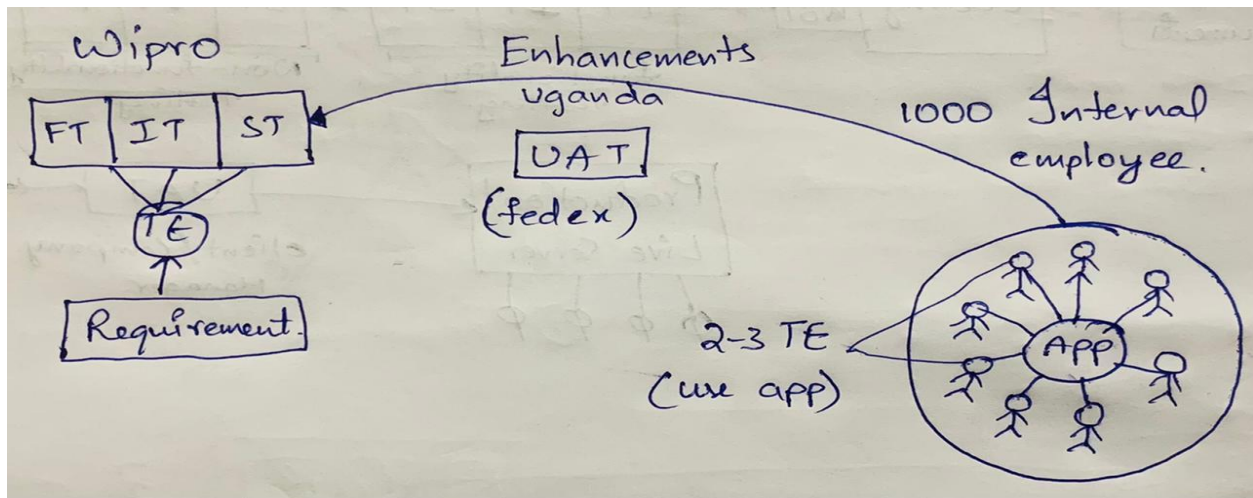 Wipro
FT IT ST
TE
Requirement.
Enhancements
Uganda
UAT
(fedex)
1000 Internal
employee.
2-3 TE
(use app)
APP